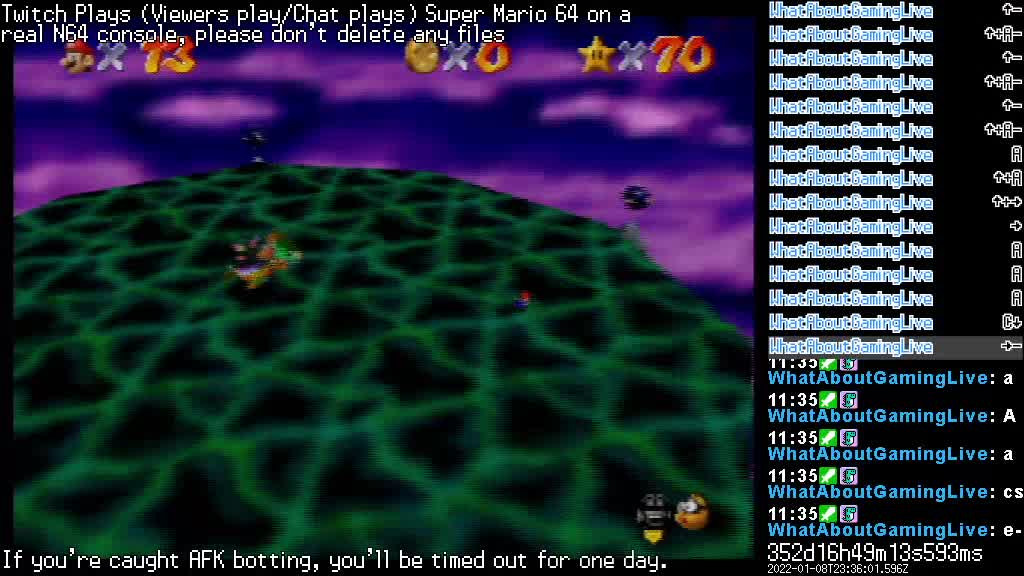 Twitch Plays (Viewers play/Chat plays) Super Mario 64 on a
real N64 console, please don't delete any files
×73 ×0 ×70
WhatAboutGamingLive ↑-
WhatAboutGamingLive ↑+A-
WhatAboutGamingLive ↑-
WhatAboutGamingLive ↑+A-
WhatAboutGamingLive ↑-
WhatAboutGamingLive ↑+A-
WhatAboutGamingLive A
WhatAboutGamingLive ↑+A
WhatAboutGamingLive ↑+→
WhatAboutGamingLive →
WhatAboutGamingLive A
WhatAboutGamingLive A
WhatAboutGamingLive A
WhatAboutGamingLive C↓
WhatAboutGamingLive →-
11:35
WhatAboutGamingLive: a
11:35
WhatAboutGamingLive: A
11:35
WhatAboutGamingLive: a
11:35
WhatAboutGamingLive: cs
11:35
WhatAboutGamingLive: e-
If you're caught AFK botting, you'll be timed out for one day.
352d16h49m13s593ms
2022-01-08T23:36:01.596Z